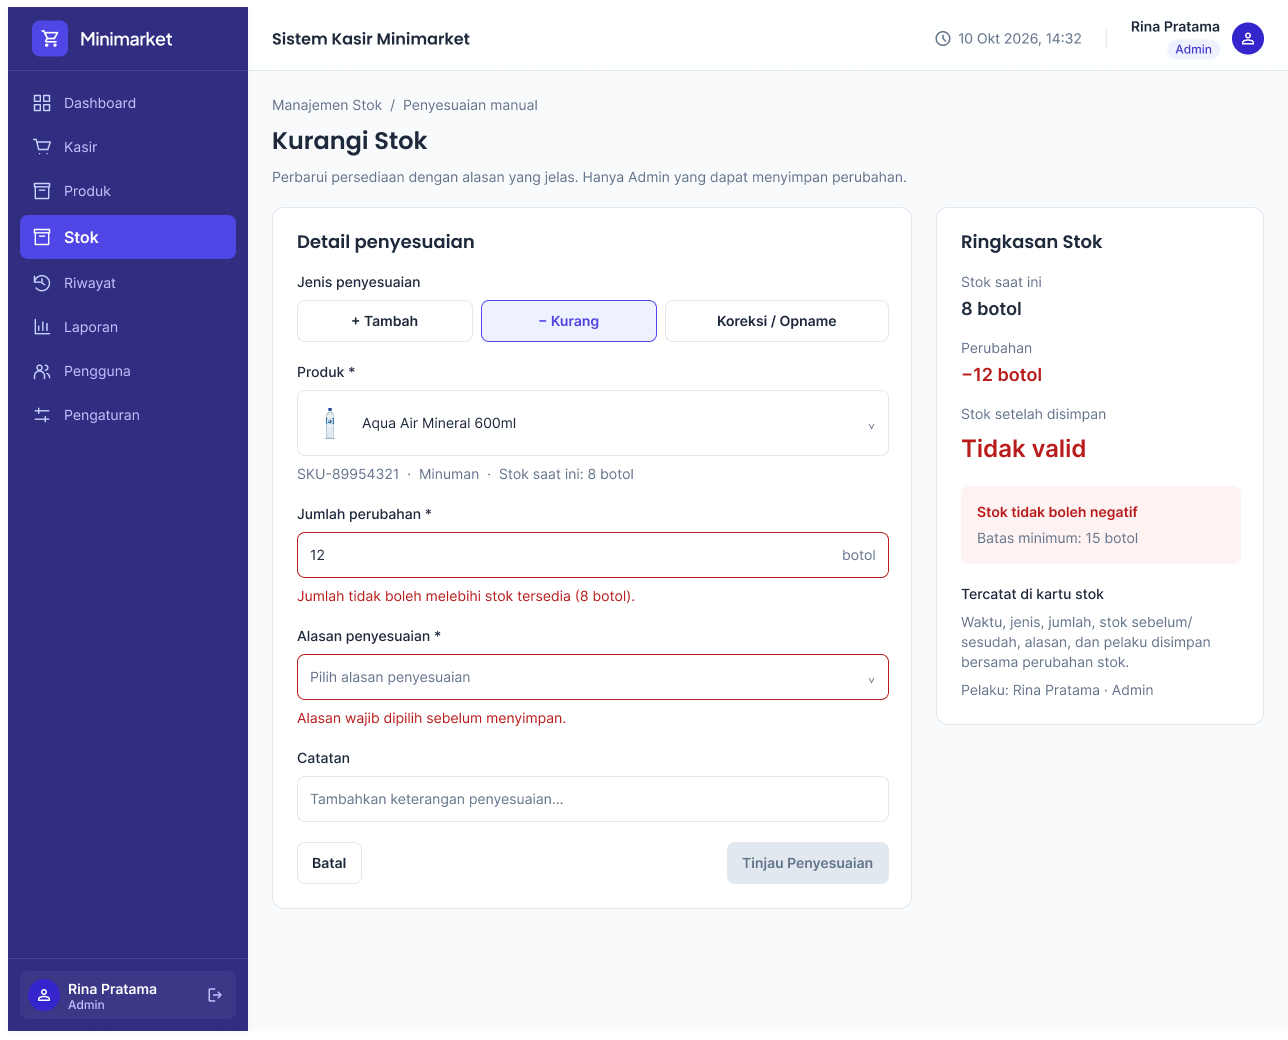 Minimarket
Dashboard
Kasir
Produk
Stok
Riwayat
Laporan
Pengguna
Pengaturan
Rina Pratama
Admin
Sistem Kasir Minimarket
10 Okt 2026, 14:32
Rina Pratama
Admin
Manajemen Stok / Penyesuaian manual
Kurangi Stok
Perbarui persediaan dengan alasan yang jelas. Hanya Admin yang dapat menyimpan perubahan.
Detail penyesuaian
Jenis penyesuaian
+ Tambah
− Kurang
Koreksi / Opname
Produk *
Aqua Air Mineral 600ml
SKU-89954321 · Minuman · Stok saat ini: 8 botol
Jumlah perubahan *
12 botol
Jumlah tidak boleh melebihi stok tersedia (8 botol).
Alasan penyesuaian *
Pilih alasan penyesuaian
Alasan wajib dipilih sebelum menyimpan.
Catatan
Tambahkan keterangan penyesuaian...
Batal
Tinjau Penyesuaian
Ringkasan Stok
Stok saat ini
8 botol
Perubahan
−12 botol
Stok setelah disimpan
Tidak valid
Stok tidak boleh negatif
Batas minimum: 15 botol
Tercatat di kartu stok
Waktu, jenis, jumlah, stok sebelum/
sesudah, alasan, dan pelaku disimpan
bersama perubahan stok.
Pelaku: Rina Pratama · Admin